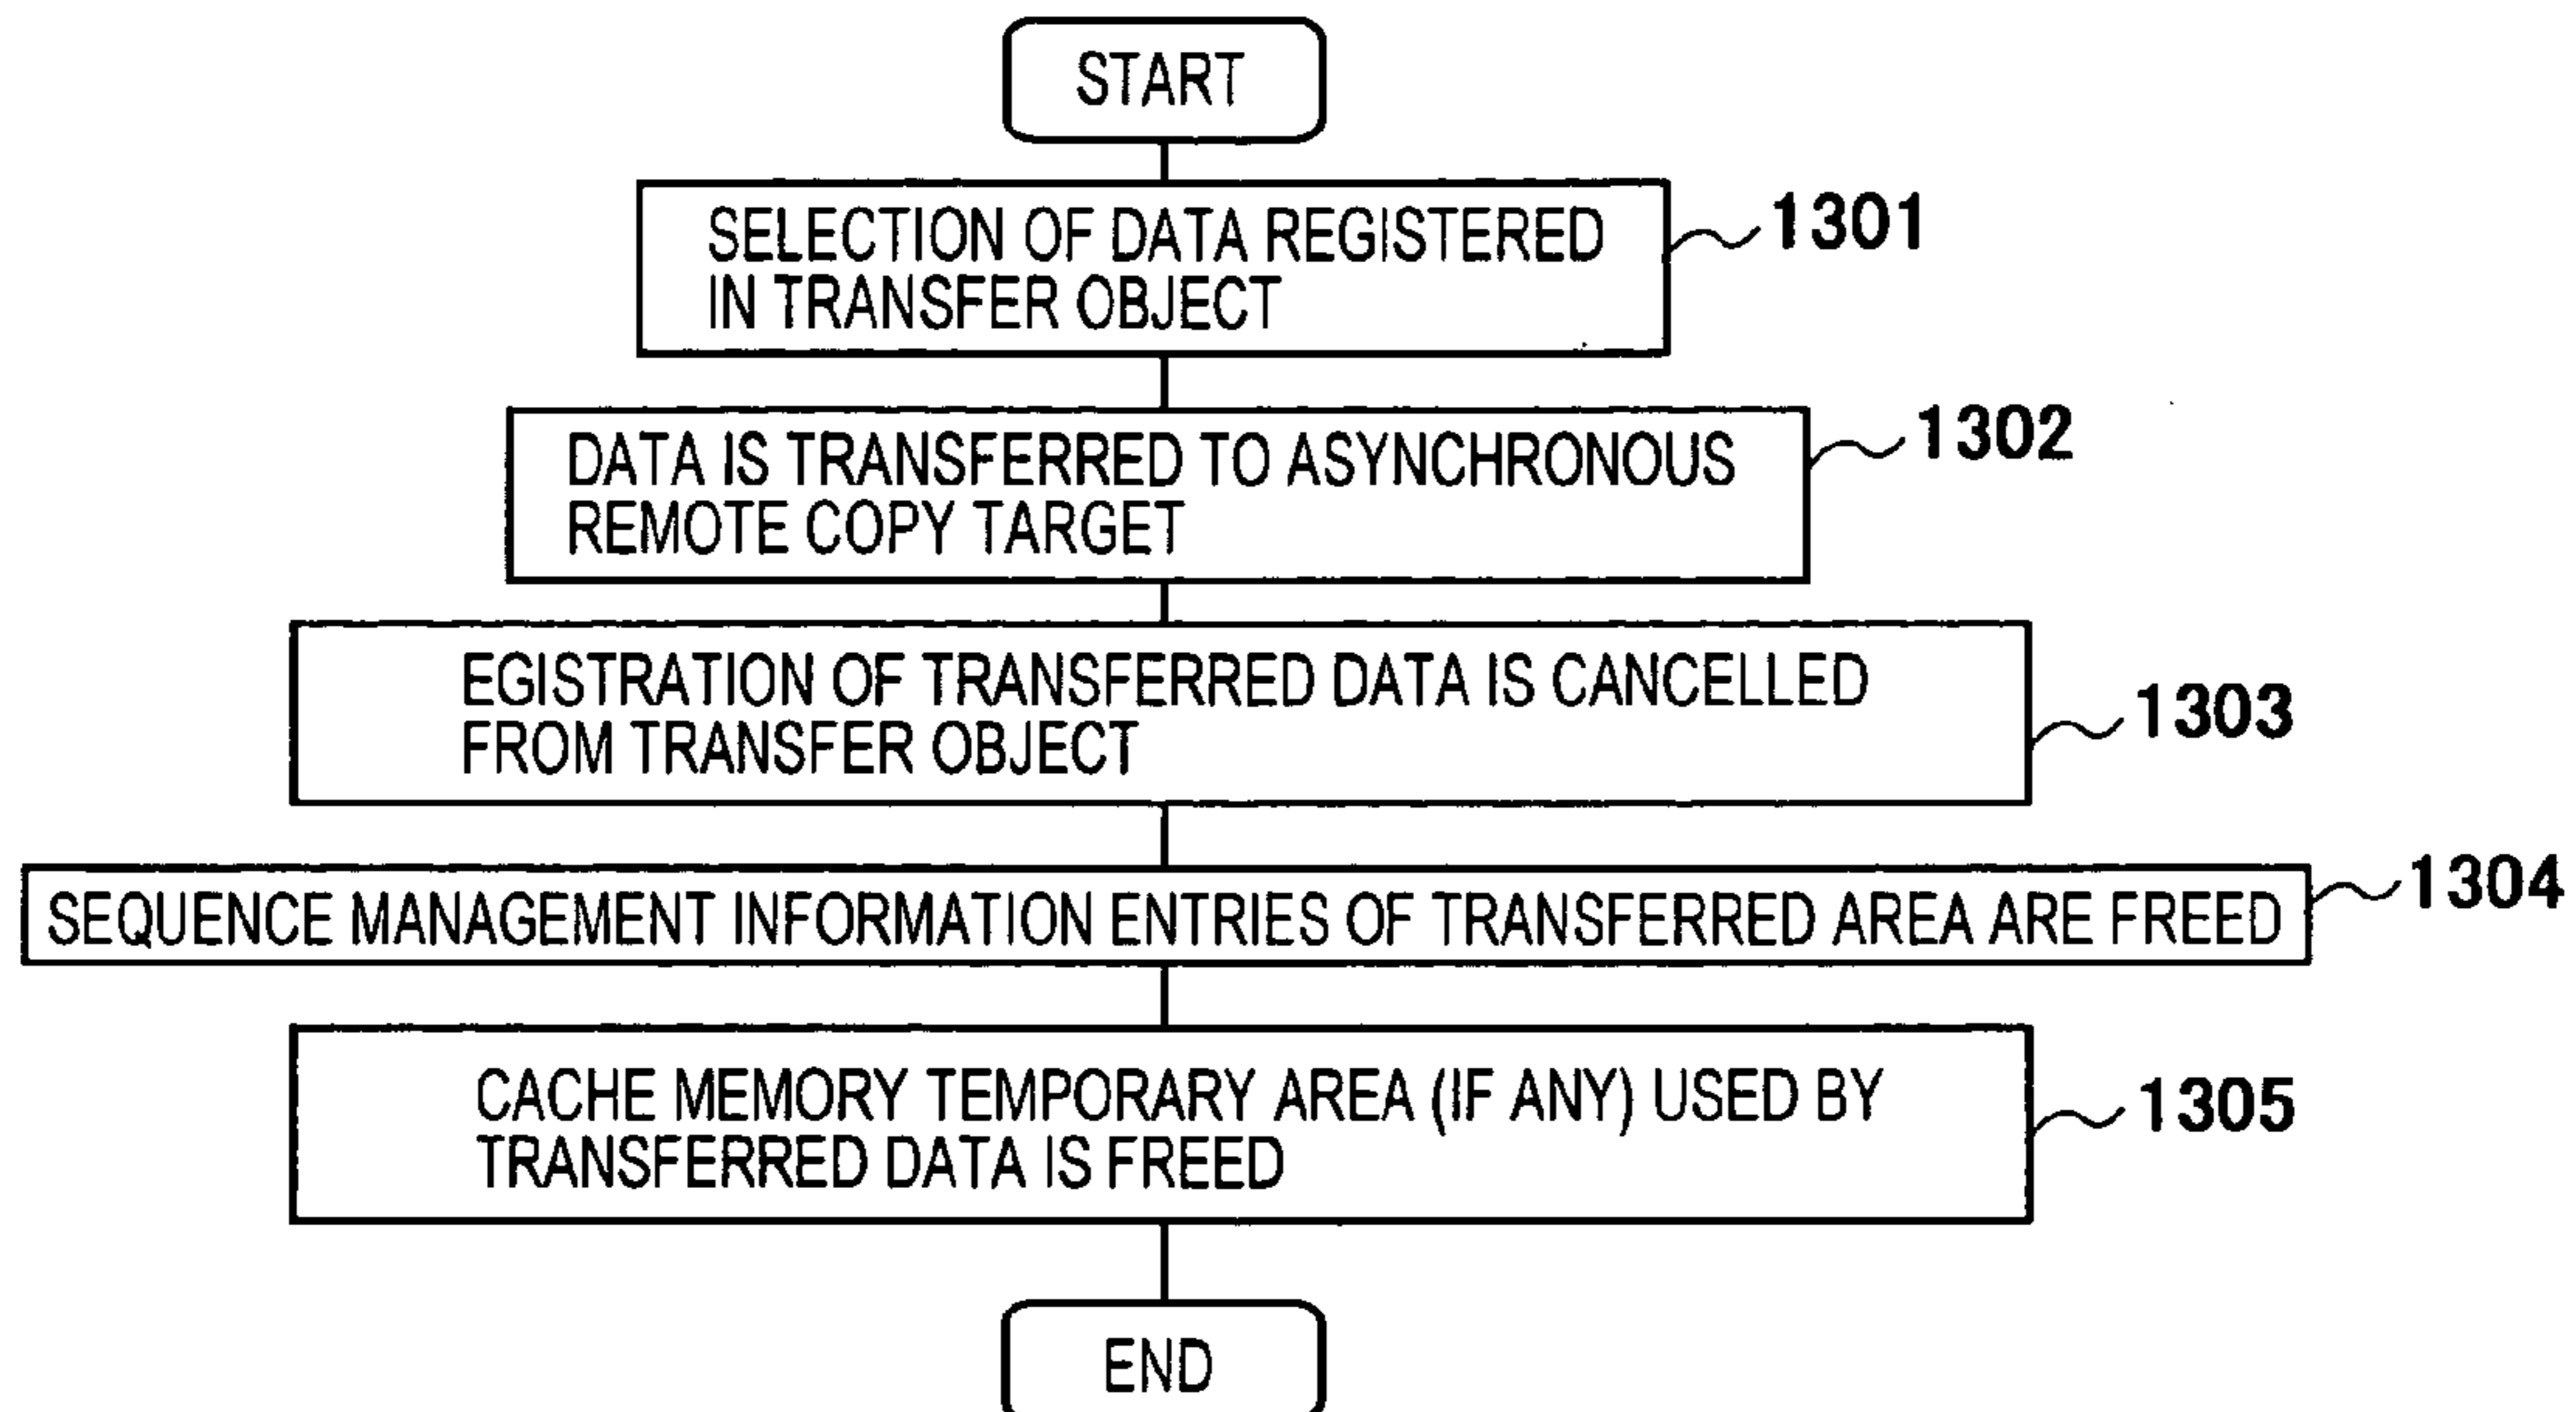 START
SELECTION OF DATA REGISTERED
IN TRANSFER OBJECT
1301
DATA IS TRANSFERRED TO ASYNCHRONOUS
REMOTE COPY TARGET
1302
EGISTRATION OF TRANSFERRED DATA IS CANCELLED
FROM TRANSFER OBJECT
1303
SEQUENCE MANAGEMENT INFORMATION ENTRIES OF TRANSFERRED AREA ARE FREED
1304
CACHE MEMORY TEMPORARY AREA (IF ANY) USED BY
TRANSFERRED DATA IS FREED
1305
END